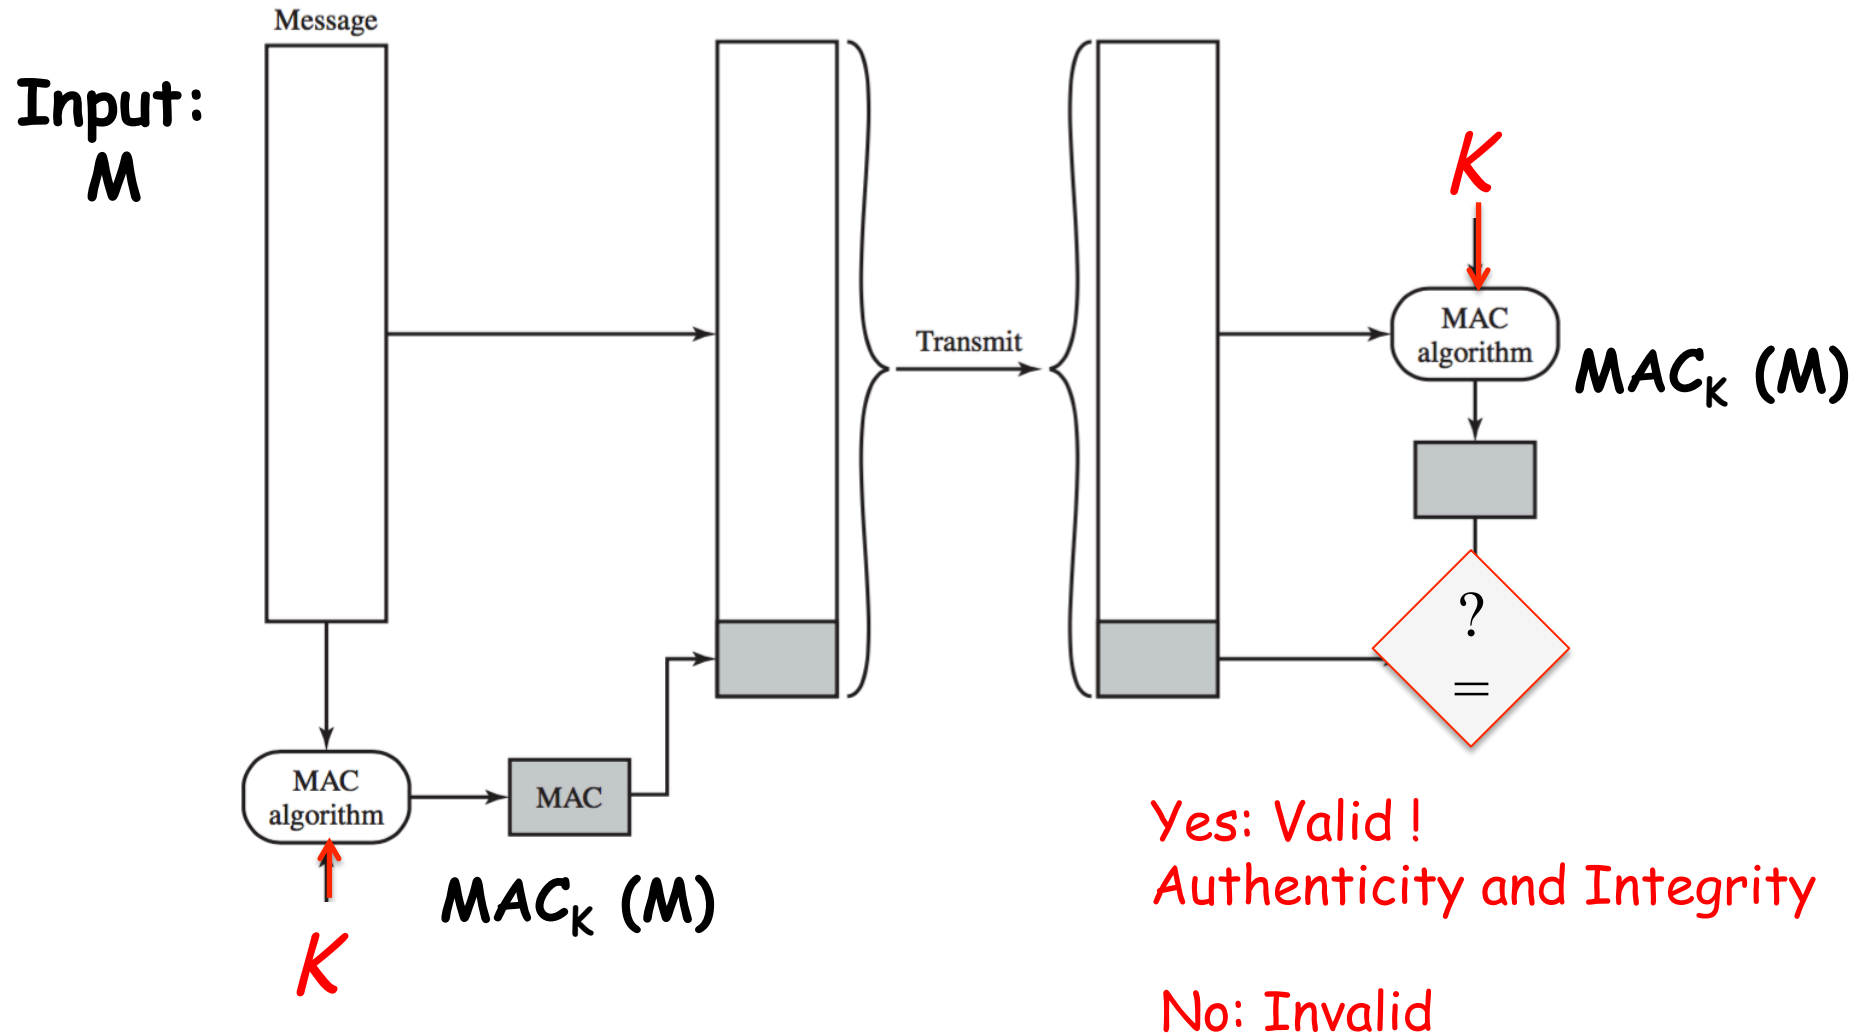 Message
Input:
M
K
Transmit
MAC
algorithm
MACK (M)
?
=
MAC
algorithm
MAC
MACK (M)
K
Yes: Valid !
Authenticity and Integrity
No: Invalid